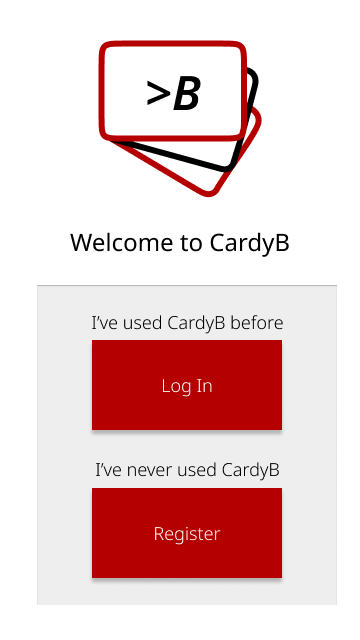 >B
Welcome to CardyB
I’ve used CardyB before
Log In
I’ve never used CardyB
Register